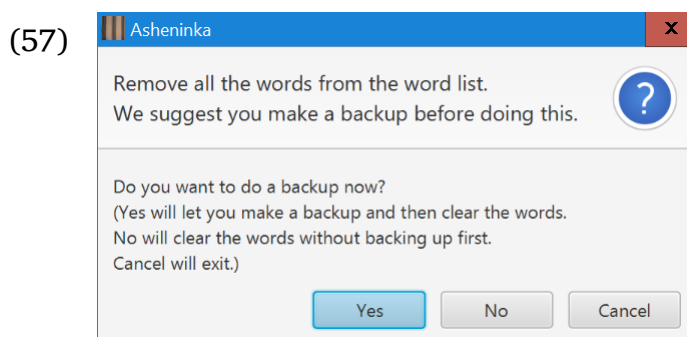 (57)
Asheninka
Remove all the words from the word list.
We suggest you make a backup before doing this.
?
Do you want to do a backup now?
(Yes will let you make a backup and then clear the words.
No will clear the words without backing up first.
Cancel will exit.)
Yes No Cancel